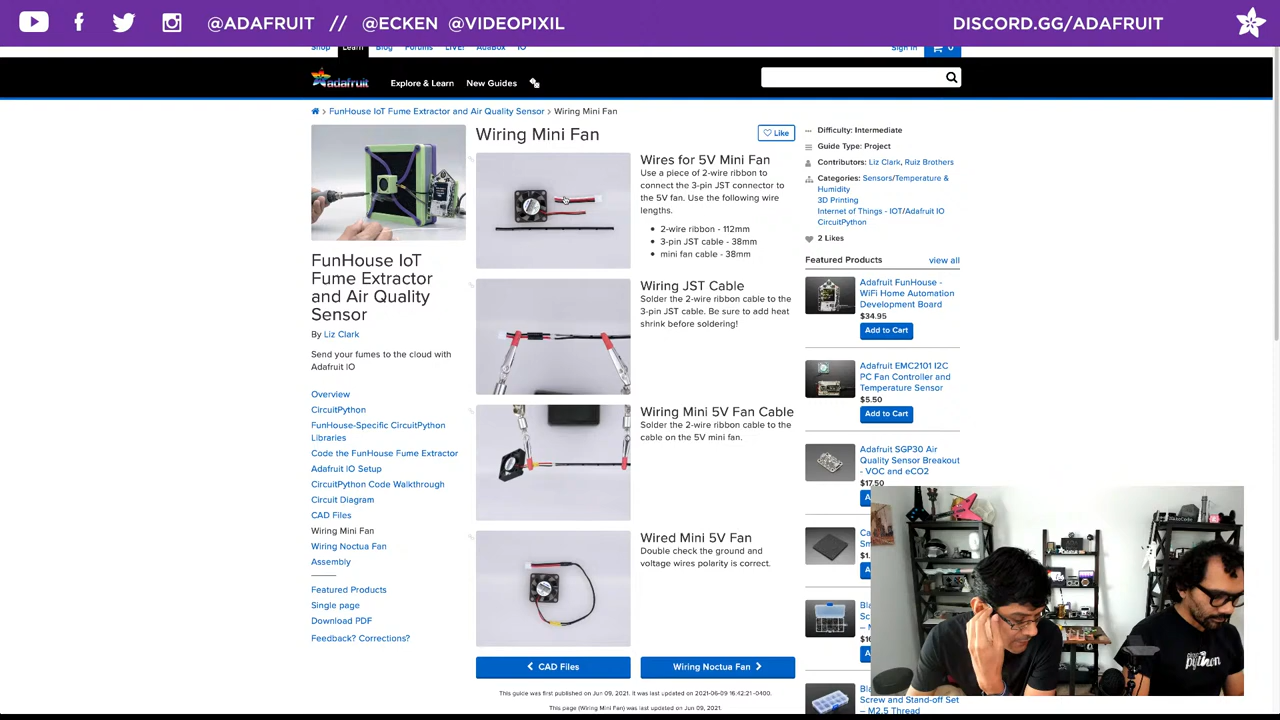 @ADAFRUIT // @ECKEN @VIDEOPIXIL
DISCORD.GG/ADAFRUIT
Shop Learn Blog Forums LIVE! AdaBox IO
Sign In 0
adafruit
Explore & Learn New Guides
FunHouse IoT Fume Extractor and Air Quality Sensor > Wiring Mini Fan
FunHouse IoT
Fume Extractor
and Air Quality
Sensor
By Liz Clark
Send your fumes to the cloud with
Adafruit IO
Overview
CircuitPython
FunHouse-Specific CircuitPython
Libraries
Code the FunHouse Fume Extractor
Adafruit IO Setup
CircuitPython Code Walkthrough
Circuit Diagram
CAD Files
Wiring Mini Fan
Wiring Noctua Fan
Assembly
Featured Products
Single page
Download PDF
Feedback? Corrections?
Wiring Mini Fan
Like
Wires for 5V Mini Fan
Use a piece of 2-wire ribbon to
connect the 3-pin JST connector to
the 5V fan. Use the following wire
lengths.
2-wire ribbon - 112mm
3-pin JST cable - 38mm
mini fan cable - 38mm
Wiring JST Cable
Solder the 2-wire ribbon cable to the
3-pin JST cable. Be sure to add heat
shrink before soldering!
Wiring Mini 5V Fan Cable
Solder the 2-wire ribbon cable to the
cable on the 5V mini fan.
Wired Mini 5V Fan
Double check the ground and
voltage wires polarity is correct.
CAD Files
Wiring Noctua Fan
This guide was first published on Jun 09, 2021. It was last updated on 2021-06-09 16:42:21 -0400.
This page (Wiring Mini Fan) was last updated on Jun 09, 2021.
Difficulty: Intermediate
Guide Type: Project
Contributors: Liz Clark, Ruiz Brothers
Categories: Sensors/Temperature &
Humidity
3D Printing
Internet of Things - IOT/Adafruit IO
CircuitPython
2 Likes
Featured Products view all
Adafruit FunHouse -
WiFi Home Automation
Development Board
$34.95
Add to Cart
Adafruit EMC2101 I2C
PC Fan Controller and
Temperature Sensor
$5.50
Add to Cart
Adafruit SGP30 Air
Quality Sensor Breakout
- VOC and eCO2
$17.50
Screw and Stand-off Set
– M2.5 Thread
python